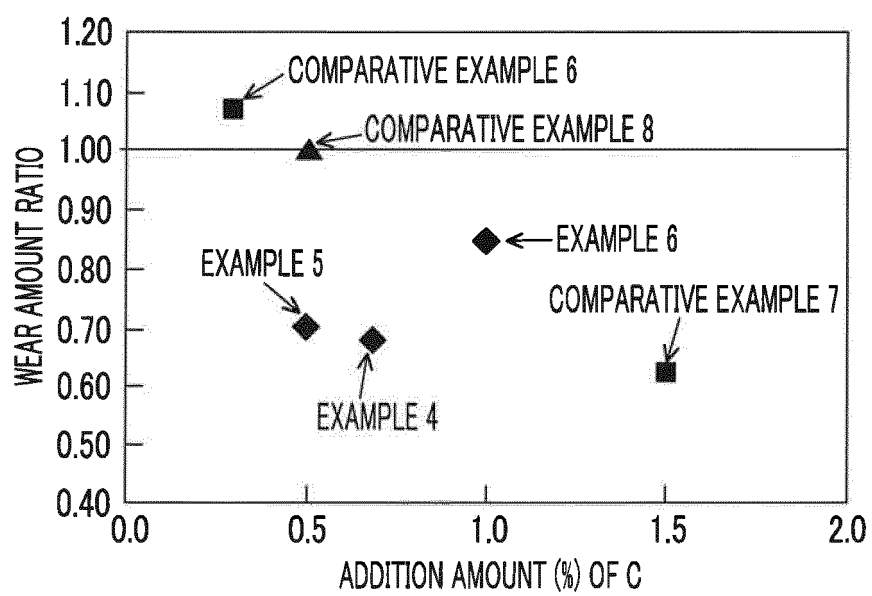 1.20
COMPARATIVE EXAMPLE 6
1.10
COMPARATIVE EXAMPLE 8
1.00
WEAR AMOUNT RATIO
0.90
EXAMPLE 6
EXAMPLE 5
0.80
COMPARATIVE EXAMPLE 7
0.70
0.60
EXAMPLE 4
0.50
0.40
0.0 0.5 1.0 1.5 2.0
ADDITION AMOUNT (%) OF C